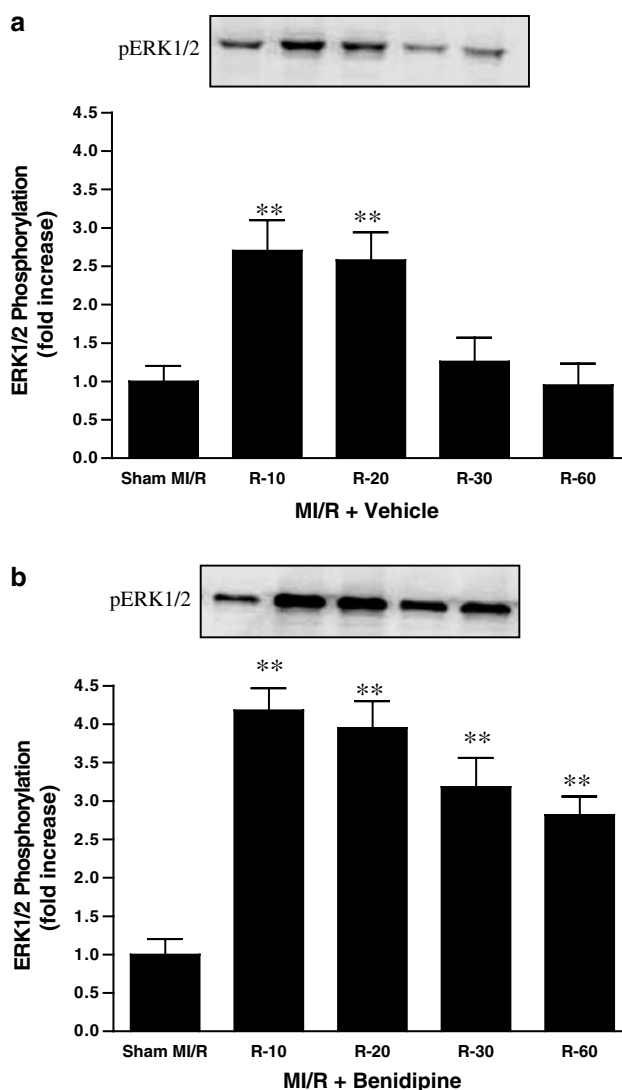 a
pERK1/2
ERK1/2 Phosphorylation
(fold increase)
4.5
4.0
3.5
3.0
2.5
2.0
1.5
1.0
0.5
0.0
** **
Sham MI/R R-10 R-20 R-30 R-60
MI/R + Vehicle
b
pERK1/2
ERK1/2 Phosphorylation
(fold increase)
4.5
4.0
3.5
3.0
2.5
2.0
1.5
1.0
0.5
0.0
** ** ** **
Sham MI/R R-10 R-20 R-30 R-60
MI/R + Benidipine